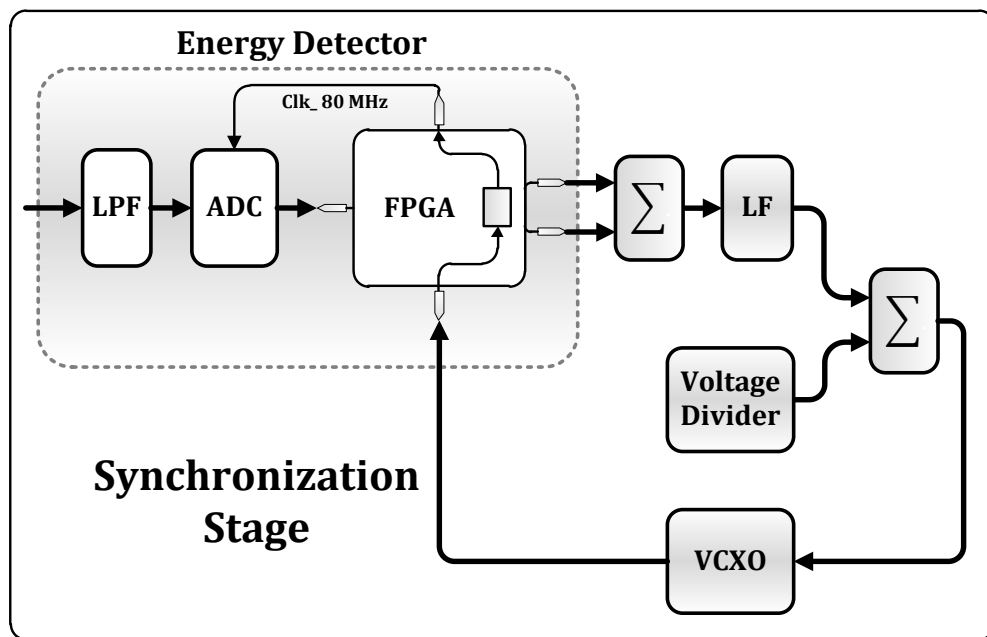 Energy Detector
Clk_ 80 MHz
LPF
ADC
FPGA
∑
LF
∑
Voltage
Divider
Synchronization
Stage
VCXO